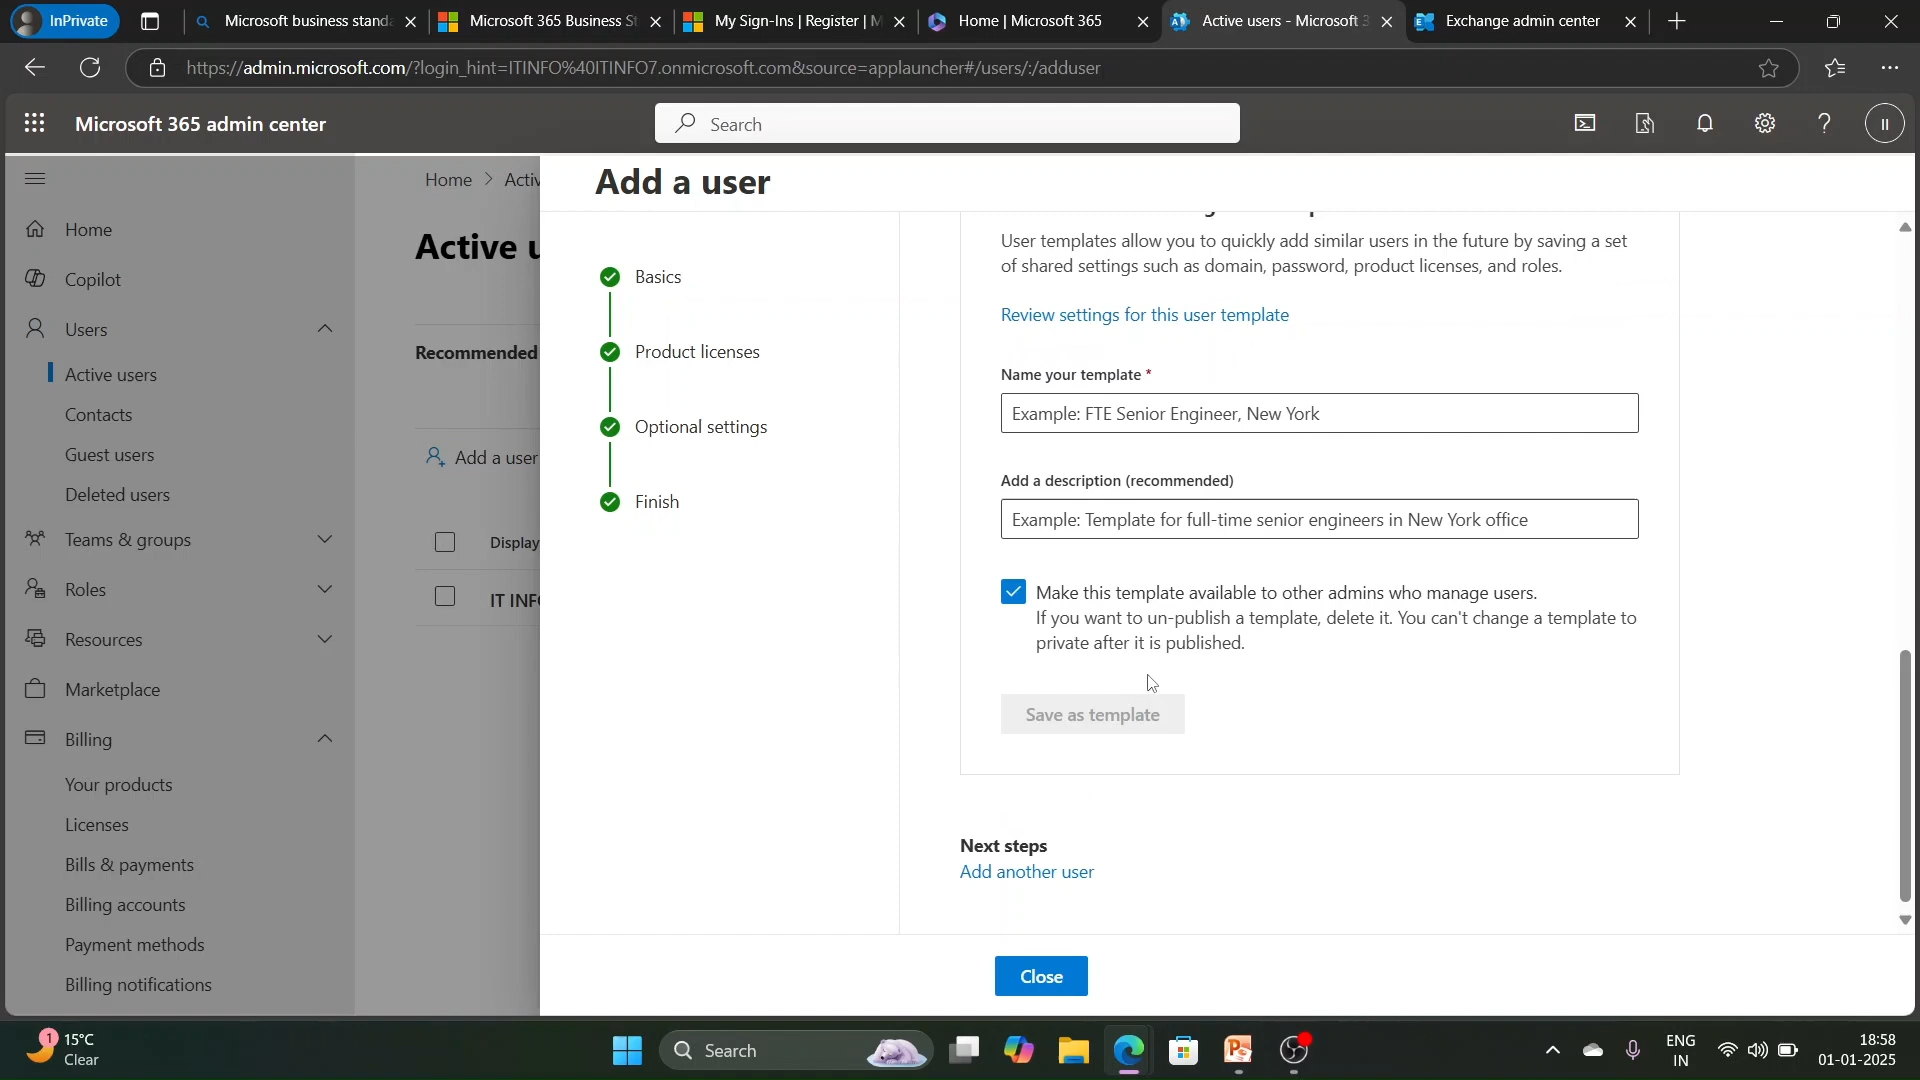 InPrivate
Microsoft business standa
Microsoft 365 Business St
My Sign-Ins | Register | M
Home | Microsoft 365
Active users - Microsoft 3
Exchange admin center
https://admin.microsoft.com/?login_hint=ITINFO%40ITINFO7.onmicrosoft.com&source=applauncher#/users/:/adduser
Microsoft 365 admin center
Search
II
Home
Copilot
Users
Active users
Contacts
Guest users
Deleted users
Teams & groups
Roles
Resources
Marketplace
Billing
Your products
Licenses
Bills & payments
Billing accounts
Payment methods
Billing notifications
Home > Activ
Active u
Recommended
Add a user
Display
IT INFO
Add a user
Basics
Product licenses
Optional settings
Finish
User templates allow you to quickly add similar users in the future by saving a set
of shared settings such as domain, password, product licenses, and roles.
Review settings for this user template
Name your template *
Example: FTE Senior Engineer, New York
Add a description (recommended)
Example: Template for full-time senior engineers in New York office
Make this template available to other admins who manage users.
If you want to un-publish a template, delete it. You can't change a template to
private after it is published.
Save as template
Next steps
Add another user
Close
1
15°C
Clear
Search
ENG
IN
18:58
01-01-2025